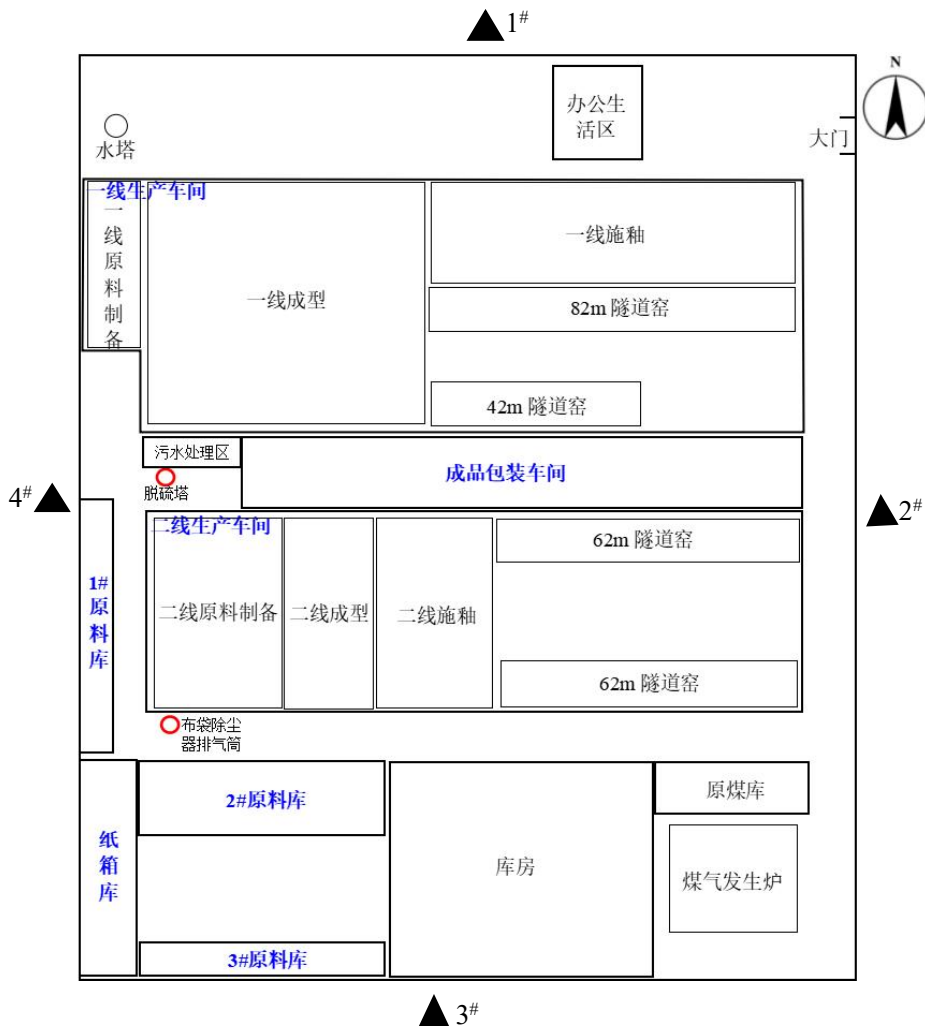 1#
N
办公生
活区
大门
水塔
一线生产车间
一线原料制备
一线成型
一线施釉
82m 隧道窑
42m 隧道窑
污水处理区
脱硫塔
成品包装车间
4#
2#
二线生产车间
二线原料制备
二线成型
二线施釉
62m 隧道窑
62m 隧道窑
1#
原料库
布袋除尘
器排气筒
2#原料库
纸箱库
库房
原煤库
煤气发生炉
3#原料库
3#